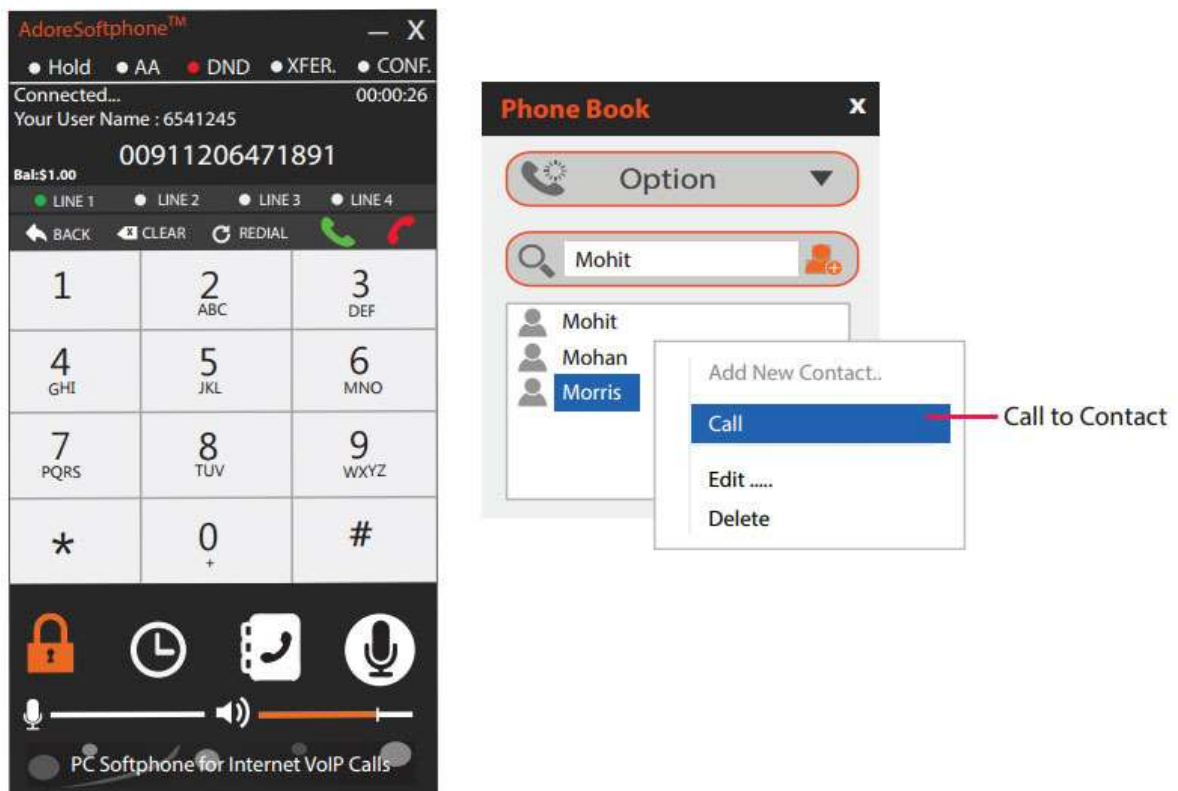 AdoreSoftphone™ – X
Hold AA DND XFER. CONF.
Connected... 00:00:26
Your User Name : 6541245
00911206471891
Bal:$1.00
LINE 1 LINE 2 LINE 3 LINE 4
BACK CLEAR REDIAL
1 2 3
ABC DEF
4 5 6
GHI JKL MNO
7 8 9
PQRS TUV WXYZ
* 0 #
+
PC Softphone for Internet VoIP Calls
Phone Book x
Option
Mohit
Mohit
Mohan
Morris
Add New Contact..
Call
Edit .....
Delete
Call to Contact